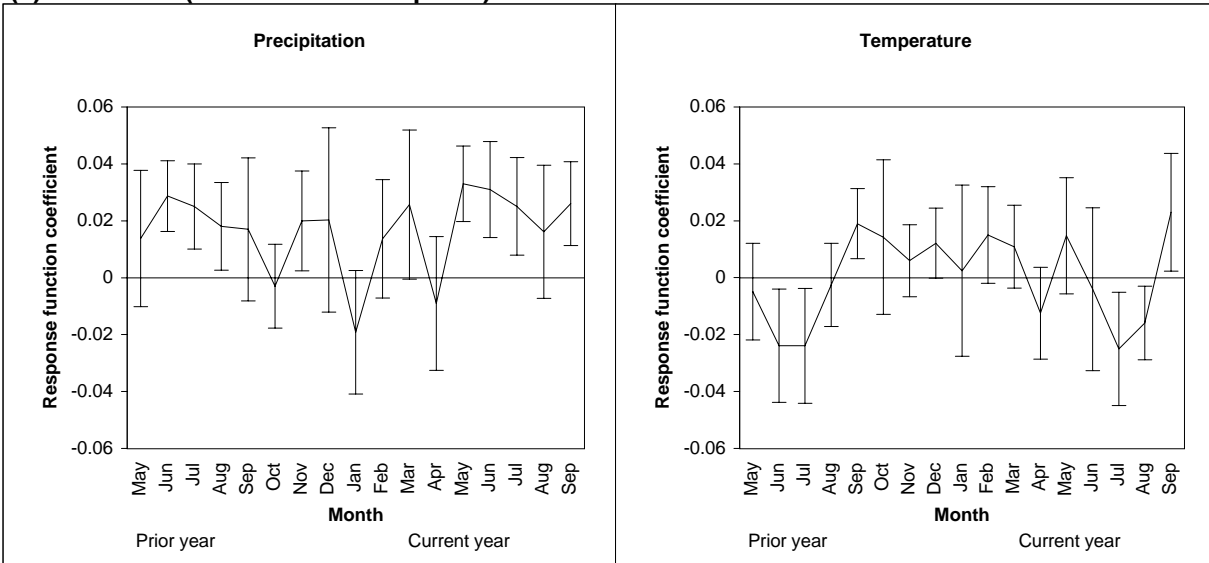 Precipitation
0.06
0.04
0.02
0
-0.02
-0.04
-0.06
Response function coefficient
May Jun Jul Aug Sep Oct Nov Dec Jan Feb Mar Apr May Jun Jul Aug Sep
Month
Prior year Current year
Temperature
0.06
0.04
0.02
0
-0.02
-0.04
-0.06
Response function coefficient
May Jun Jul Aug Sep Oct Nov Dec Jan Feb Mar Apr May Jun Jul Aug Sep
Month
Prior year Current year